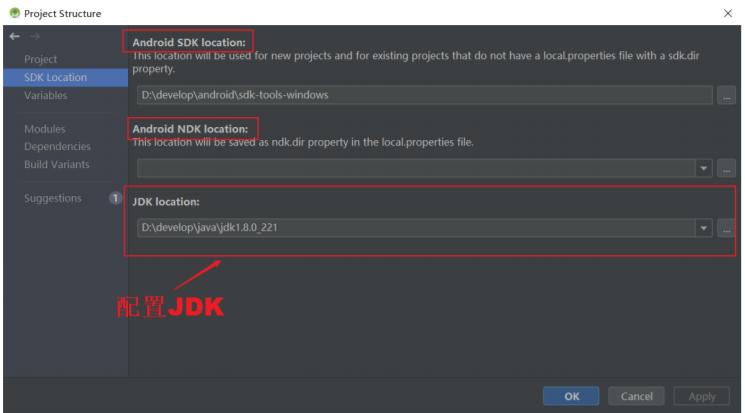 Project Structure
Project
SDK Location
Variables
Modules
Dependencies
Build Variants
Suggestions 1
Android SDK location:
This location will be used for new projects and for existing projects that do not have a local.properties file with a sdk.dir
property.
D:\develop\android\sdk-tools-windows
...
Android NDK location:
This location will be saved as ndk.dir property in the local.properties file.
...
JDK location:
D:\develop\java\jdk1.8.0_221
...
配置JDK
OK Cancel Apply